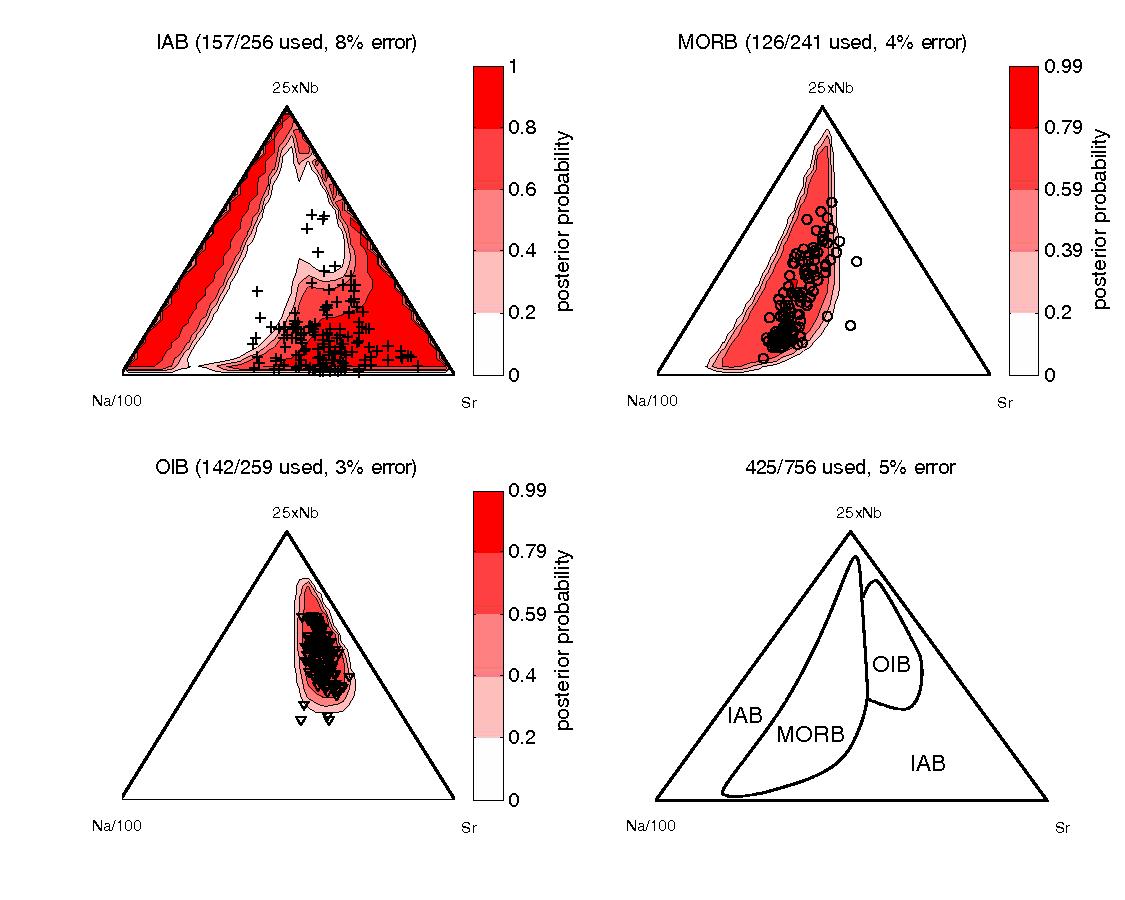 IAB (157/256 used, 8% error)
25xNb
Na/100
Sr
1
0.8
0.6
0.4
0.2
0
posterior probability
MORB (126/241 used, 4% error)
25xNb
Na/100
Sr
0.99
0.79
0.59
0.39
0.2
0
posterior probability
OIB (142/259 used, 3% error)
25xNb
Na/100
Sr
0.99
0.79
0.59
0.4
0.2
0
posterior probability
425/756 used, 5% error
25xNb
OIB
IAB
MORB
IAB
Na/100
Sr